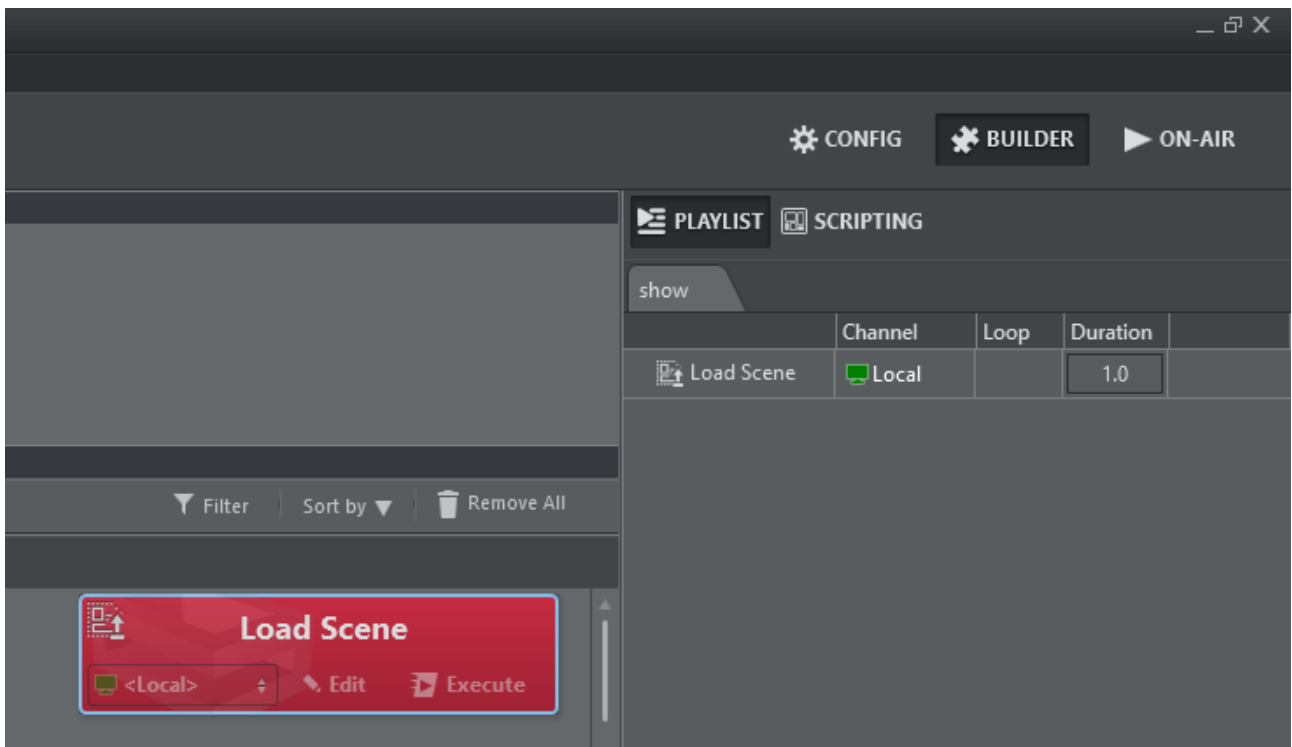 CONFIG BUILDER ON-AIR
PLAYLIST SCRIPTING
show
Channel Loop Duration
Load Scene Local 1.0
Filter Sort by Remove All
Load Scene
<Local> Edit Execute